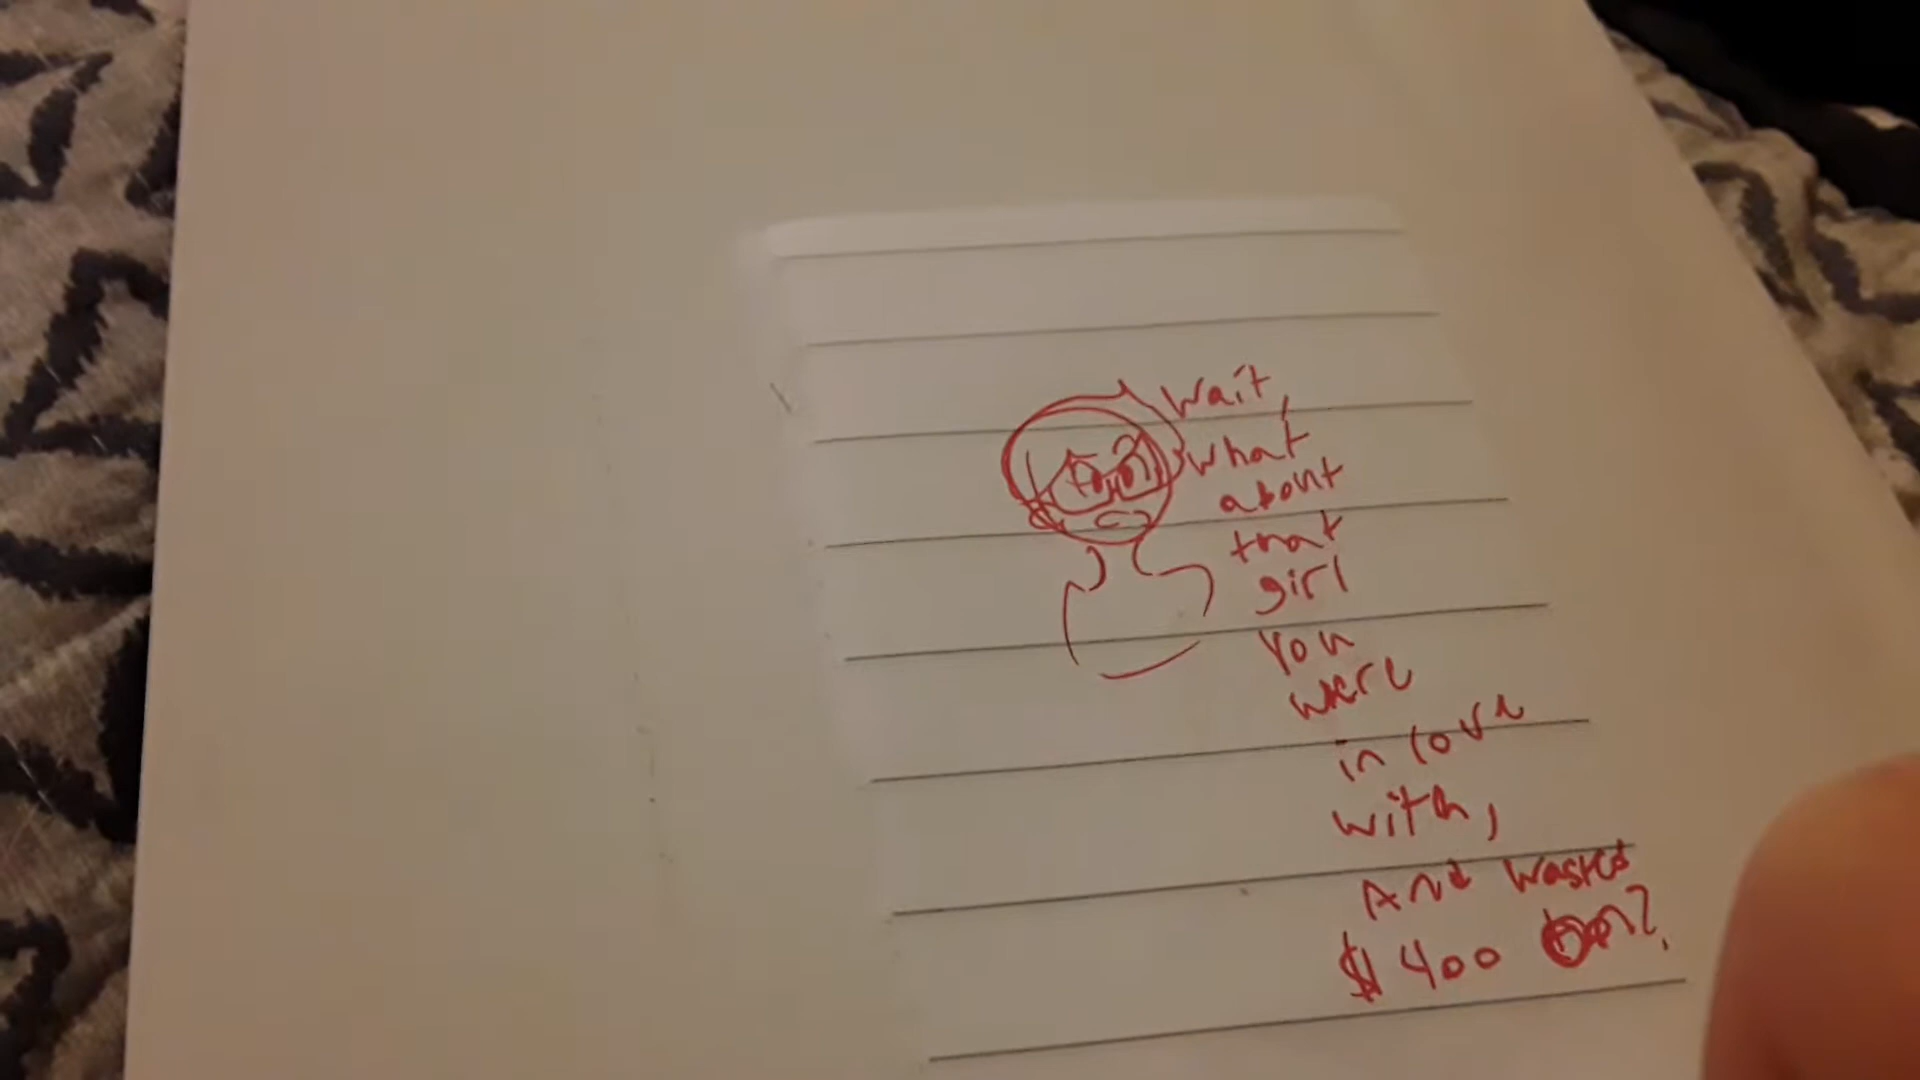 Wait,
what
about
that
girl
You
were
in love
with,
And wasted
$400 on?